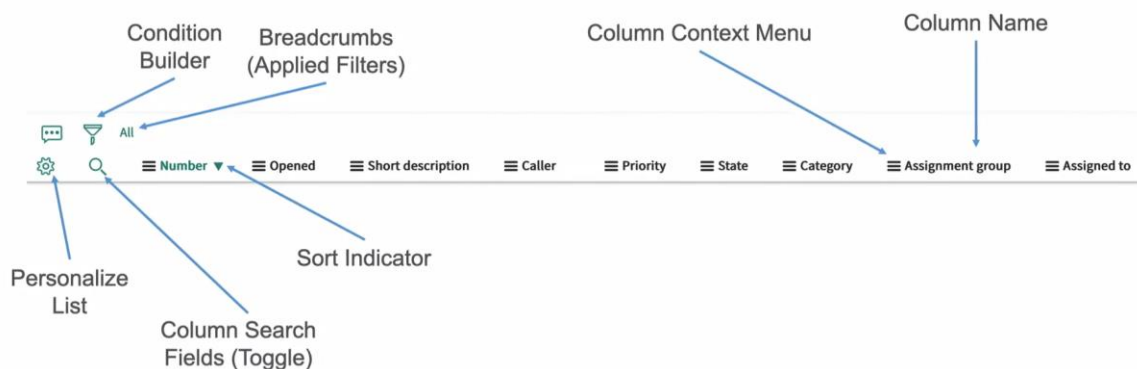 Condition
Builder
Breadcrumbs
(Applied Filters)
Column Context Menu
Column Name
All
Number
Opened
Short description
Caller
Priority
State
Category
Assignment group
Assigned to
Sort Indicator
Personalize
List
Column Search
Fields (Toggle)